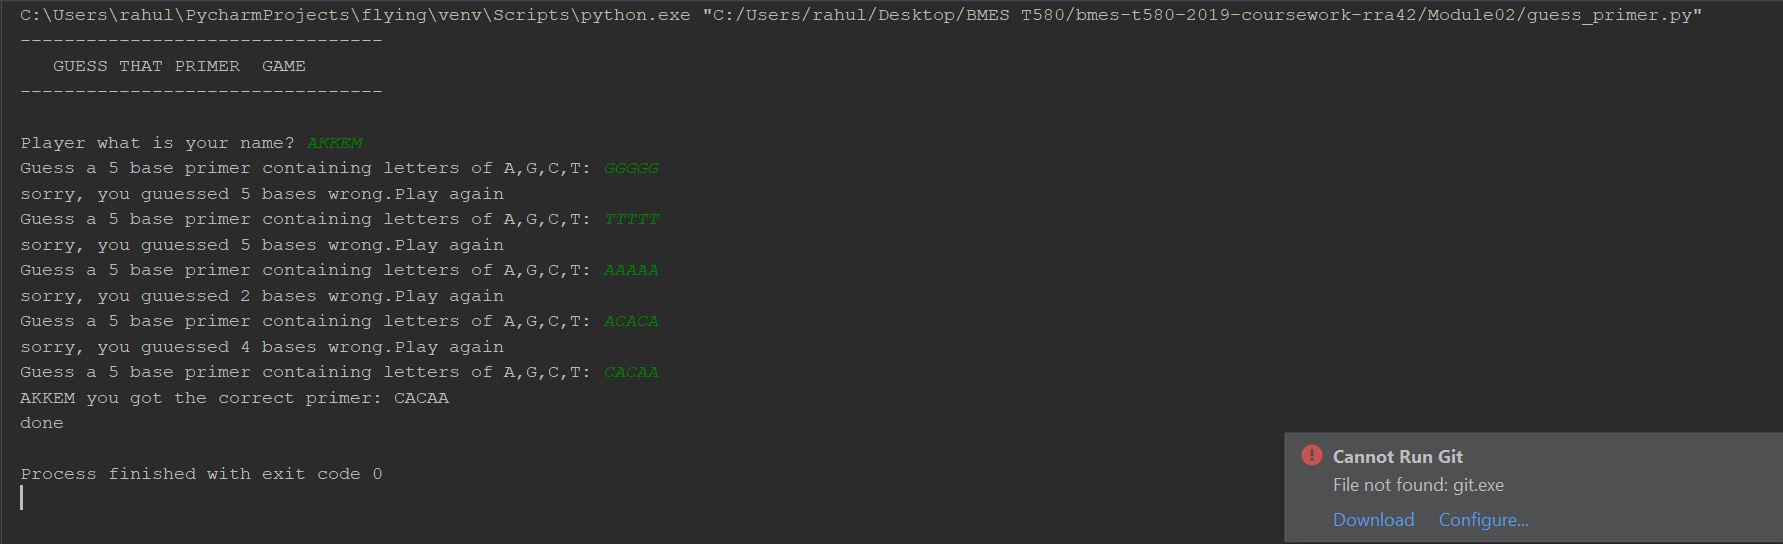 C:\Users\rahul\PycharmProjects\flying\venv\Scripts\python.exe "C:/Users/rahul/Desktop/BMES T580/bmes-t580-2019-coursework-rra42/Module02/guess_primer.py"
---------------------------------
   GUESS THAT PRIMER  GAME
---------------------------------
Player what is your name? AKKEM
Guess a 5 base primer containing letters of A,G,C,T: GGGGG
sorry, you guuessed 5 bases wrong.Play again
Guess a 5 base primer containing letters of A,G,C,T: TTTTT
sorry, you guuessed 5 bases wrong.Play again
Guess a 5 base primer containing letters of A,G,C,T: AAAAA
sorry, you guuessed 2 bases wrong.Play again
Guess a 5 base primer containing letters of A,G,C,T: ACACA
sorry, you guuessed 4 bases wrong.Play again
Guess a 5 base primer containing letters of A,G,C,T: CACAA
AKKEM you got the correct primer: CACAA
done
Process finished with exit code 0
Cannot Run Git
File not found: git.exe
Download Configure...